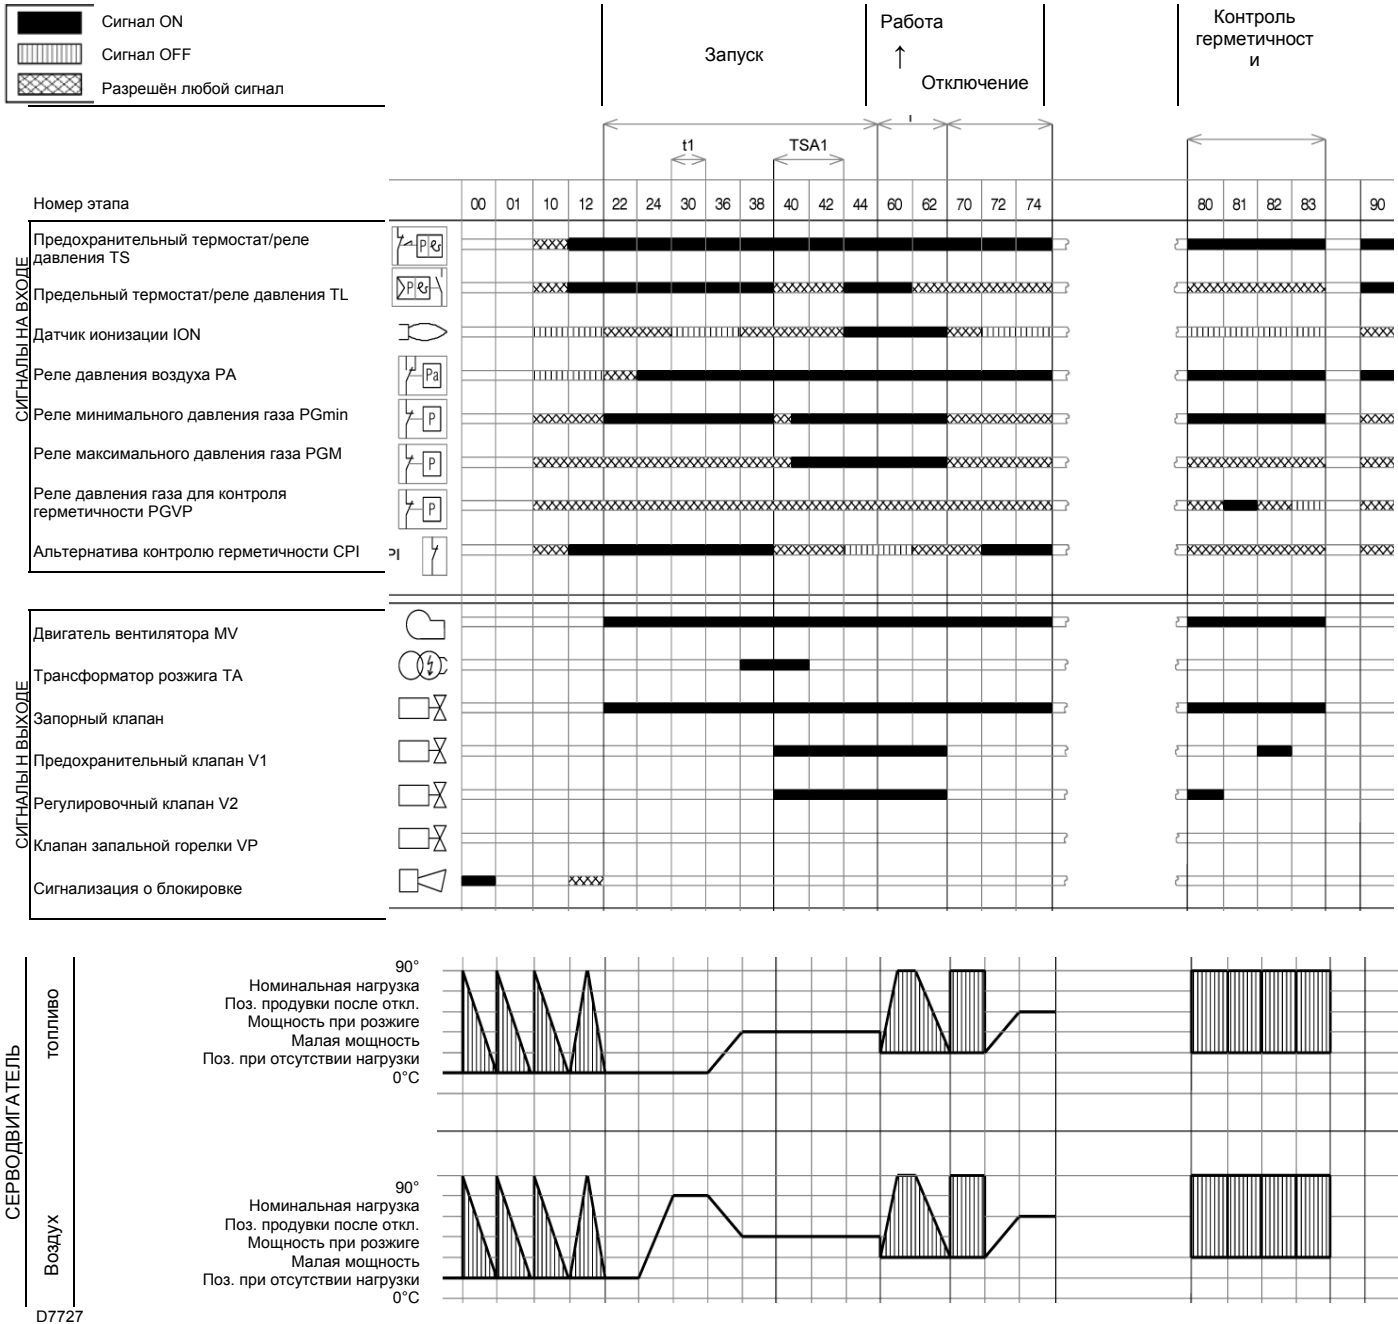 Сигнал ON
Сигнал OFF
Разрешён любой сигнал
Запуск
Работа
↑
Отключение
Контроль
герметичност
и
t1
TSA1
Номер этапа
00 01 10 12 22 24 30 36 38 40 42 44 60 62 70 72 74 80 81 82 83 90
СИГНАЛЫ НА ВХОДЕ
Предохранительный термостат/реле
давления TS
Предельный термостат/реле давления TL
Датчик ионизации ION
Реле давления воздуха PA
Pa
Реле минимального давления газа PGmin
P
Реле максимального давления газа PGM
P
Реле давления газа для контроля
герметичности PGVP
P
Альтернатива контролю герметичности CPI
PI
СИГНАЛЫ Н ВЫХОДЕ
Двигатель вентилятора MV
Трансформатор розжига TA
Запорный клапан
Предохранительный клапан V1
Регулировочный клапан V2
Клапан запальной горелки VP
Сигнализация о блокировке
СЕРВОДВИГАТЕЛЬ
топливо
90°
Номинальная нагрузка
Поз. продувки после откл.
Мощность при розжиге
Малая мощность
Поз. при отсутствии нагрузки
0°C
Воздух
90°
Номинальная нагрузка
Поз. продувки после откл.
Мощность при розжиге
Малая мощность
Поз. при отсутствии нагрузки
0°C
D7727